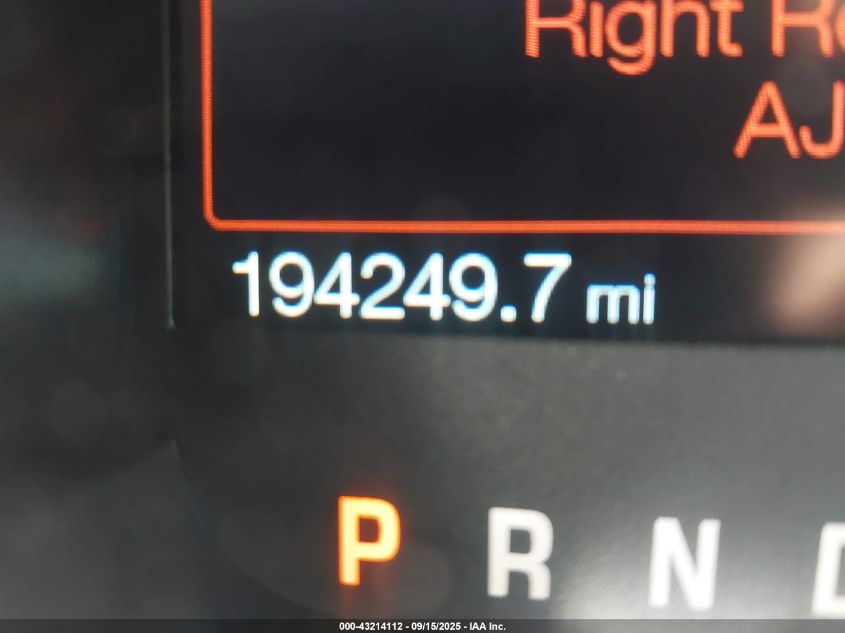 Right
AJ
194249.7 mi
P R N
000-43214112 - 09/15/2025 - IAA Inc.